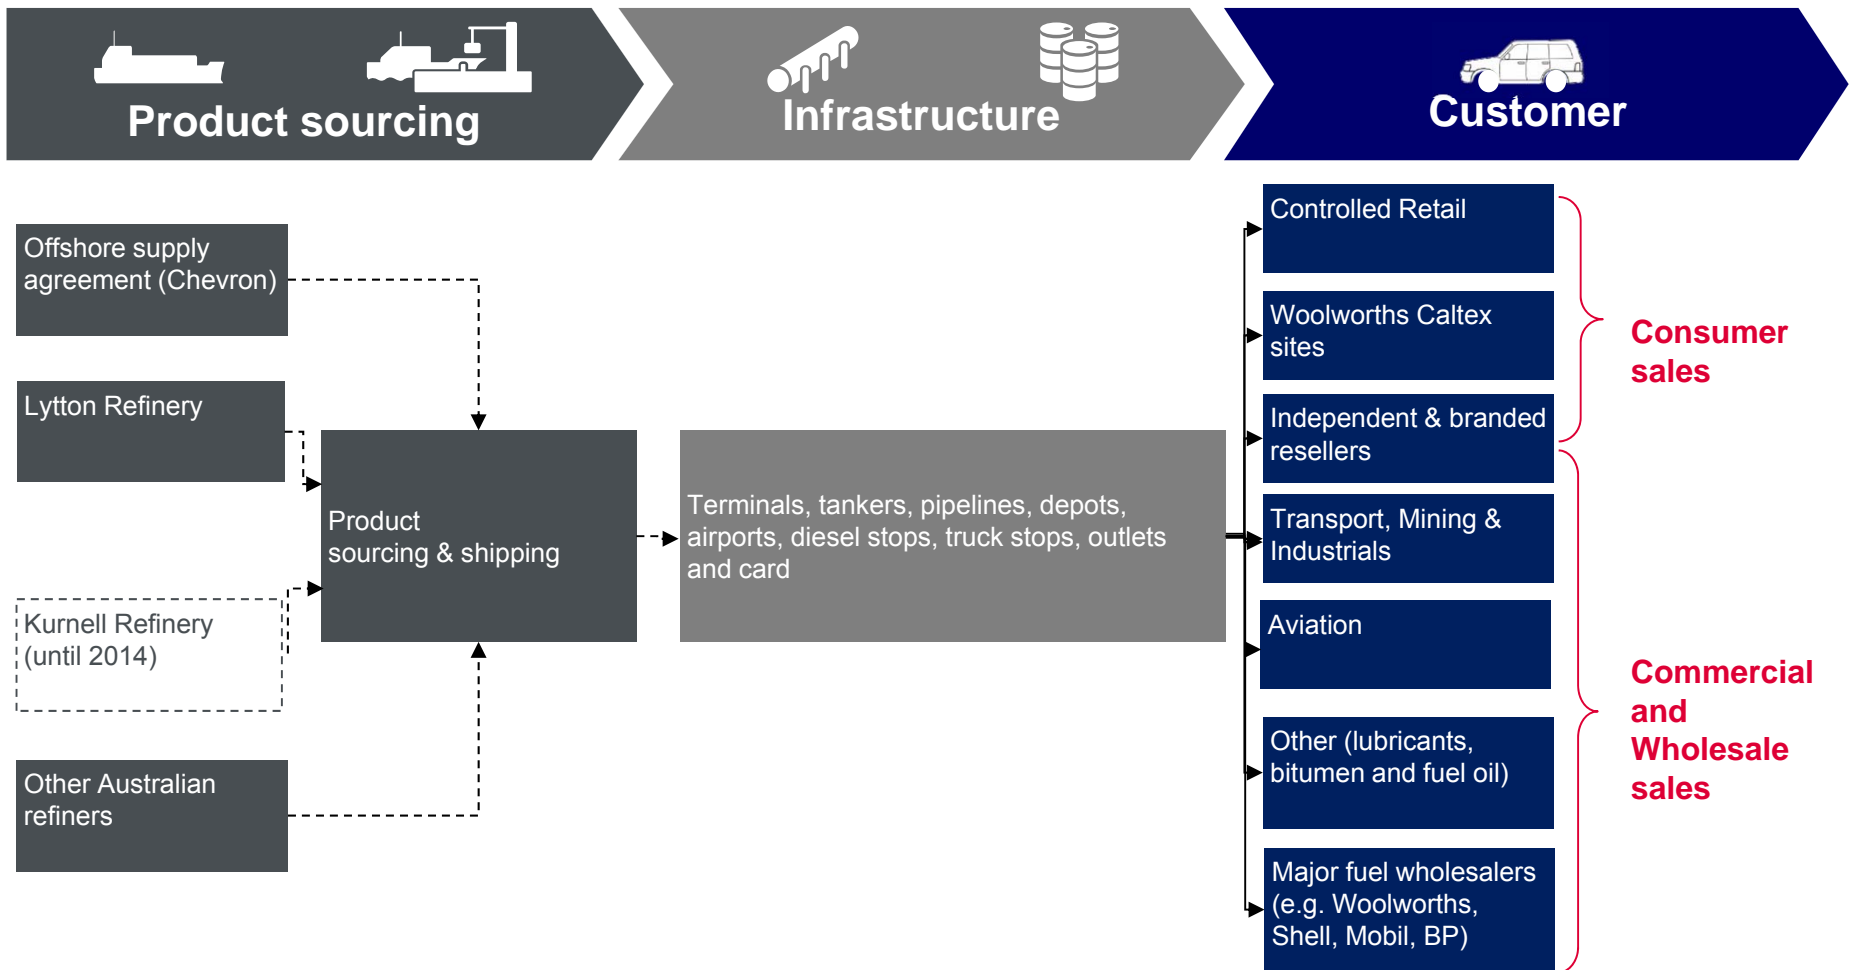 Product sourcing
Infrastructure
Customer
Offshore supply
agreement (Chevron)
Lytton Refinery
Kurnell Refinery
(until 2014)
Other Australian
refiners
Product
sourcing & shipping
Terminals, tankers, pipelines, depots,
airports, diesel stops, truck stops, outlets
and card
Controlled Retail
Woolworths Caltex
sites
Independent & branded
resellers
Transport, Mining &
Industrials
Aviation
Other (lubricants,
bitumen and fuel oil)
Major fuel wholesalers
(e.g. Woolworths,
Shell, Mobil, BP)
Consumer
sales
Commercial
and
Wholesale
sales